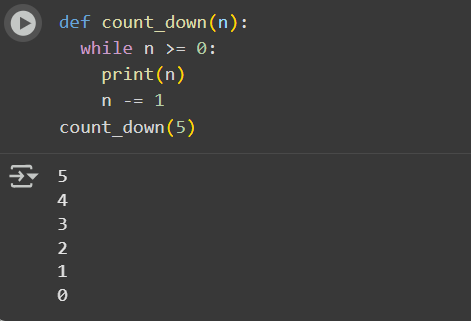 def count_down(n):
  while n >= 0:
    print(n)
    n -= 1
count_down(5)
5
4
3
2
1
0